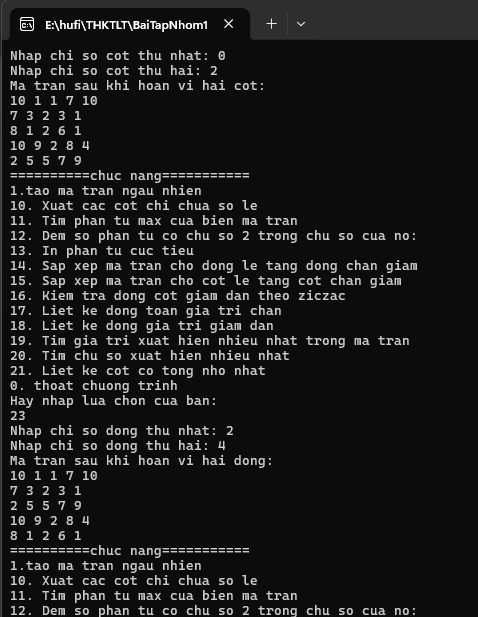 E:\hufi\THKTLT\BaiTapNhom1
Nhap chi so cot thu nhat: 0
Nhap chi so cot thu hai: 2
Ma tran sau khi hoan vi hai cot:
10 1 1 7 10
7 3 2 3 1
8 1 2 6 1
10 9 2 8 4
2 5 5 7 9
==========chuc nang===========
1.tao ma tran ngau nhien
10. Xuat cac cot chi chua so le
11. Tim phan tu max cua bien ma tran
12. Dem so phan tu co chu so 2 trong chu so cua no:
13. In phan tu cuc tieu
14. Sap xep ma tran cho dong le tang dong chan giam
15. Sap xep ma tran cho cot le tang cot chan giam
16. Kiem tra dong cot giam dan theo ziczac
17. Liet ke dong toan gia tri chan
18. Liet ke dong gia tri giam dan
19. Tim gia tri xuat hien nhieu nhat trong ma tran
20. Tim chu so xuat hien nhieu nhat
21. Liet ke cot co tong nho nhat
0. thoat chuong trinh
Hay nhap lua chon cua ban:
23
Nhap chi so dong thu nhat: 2
Nhap chi so dong thu hai: 4
Ma tran sau khi hoan vi hai dong:
10 1 1 7 10
7 3 2 3 1
2 5 5 7 9
10 9 2 8 4
8 1 2 6 1
==========chuc nang===========
1.tao ma tran ngau nhien
10. Xuat cac cot chi chua so le
11. Tim phan tu max cua bien ma tran
12. Dem so phan tu co chu so 2 trong chu so cua no: